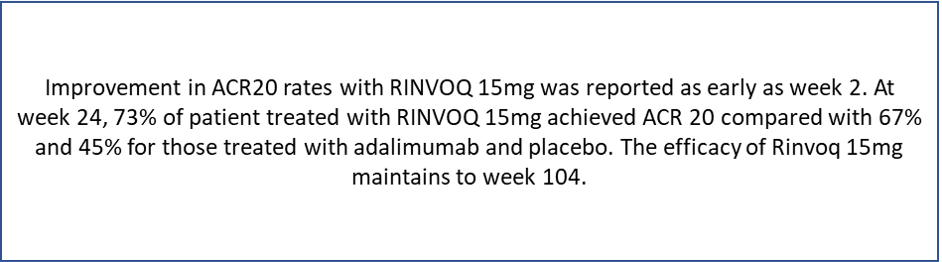 Improvement in ACR20 rates with RINVOQ 15mg was reported as early as week 2. At
week 24, 73% of patient treated with RINVOQ 15mg achieved ACR 20 compared with 67%
and 45% for those treated with adalimumab and placebo. The efficacy of Rinvoq 15mg
maintains to week 104.